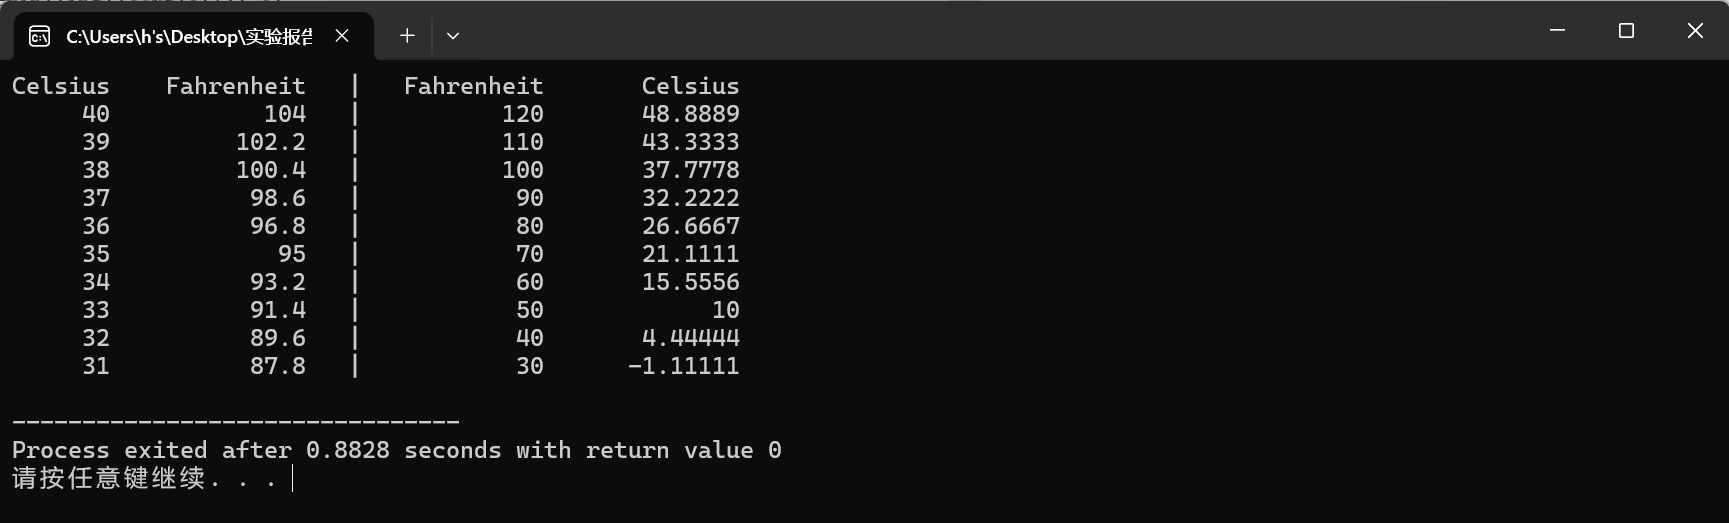 C:\Users\h's\Desktop\实验报告
Celsius    Fahrenheit   |   Fahrenheit       Celsius
40           104   |          120       48.8889
39         102.2   |          110       43.3333
38         100.4   |          100       37.7778
37          98.6   |           90       32.2222
36          96.8   |           80       26.6667
35            95   |           70       21.1111
34          93.2   |           60       15.5556
33          91.4   |           50            10
32          89.6   |           40       4.44444
31          87.8   |           30      -1.11111
--------------------------------
Process exited after 0.8828 seconds with return value 0
请按任意键继续. . .